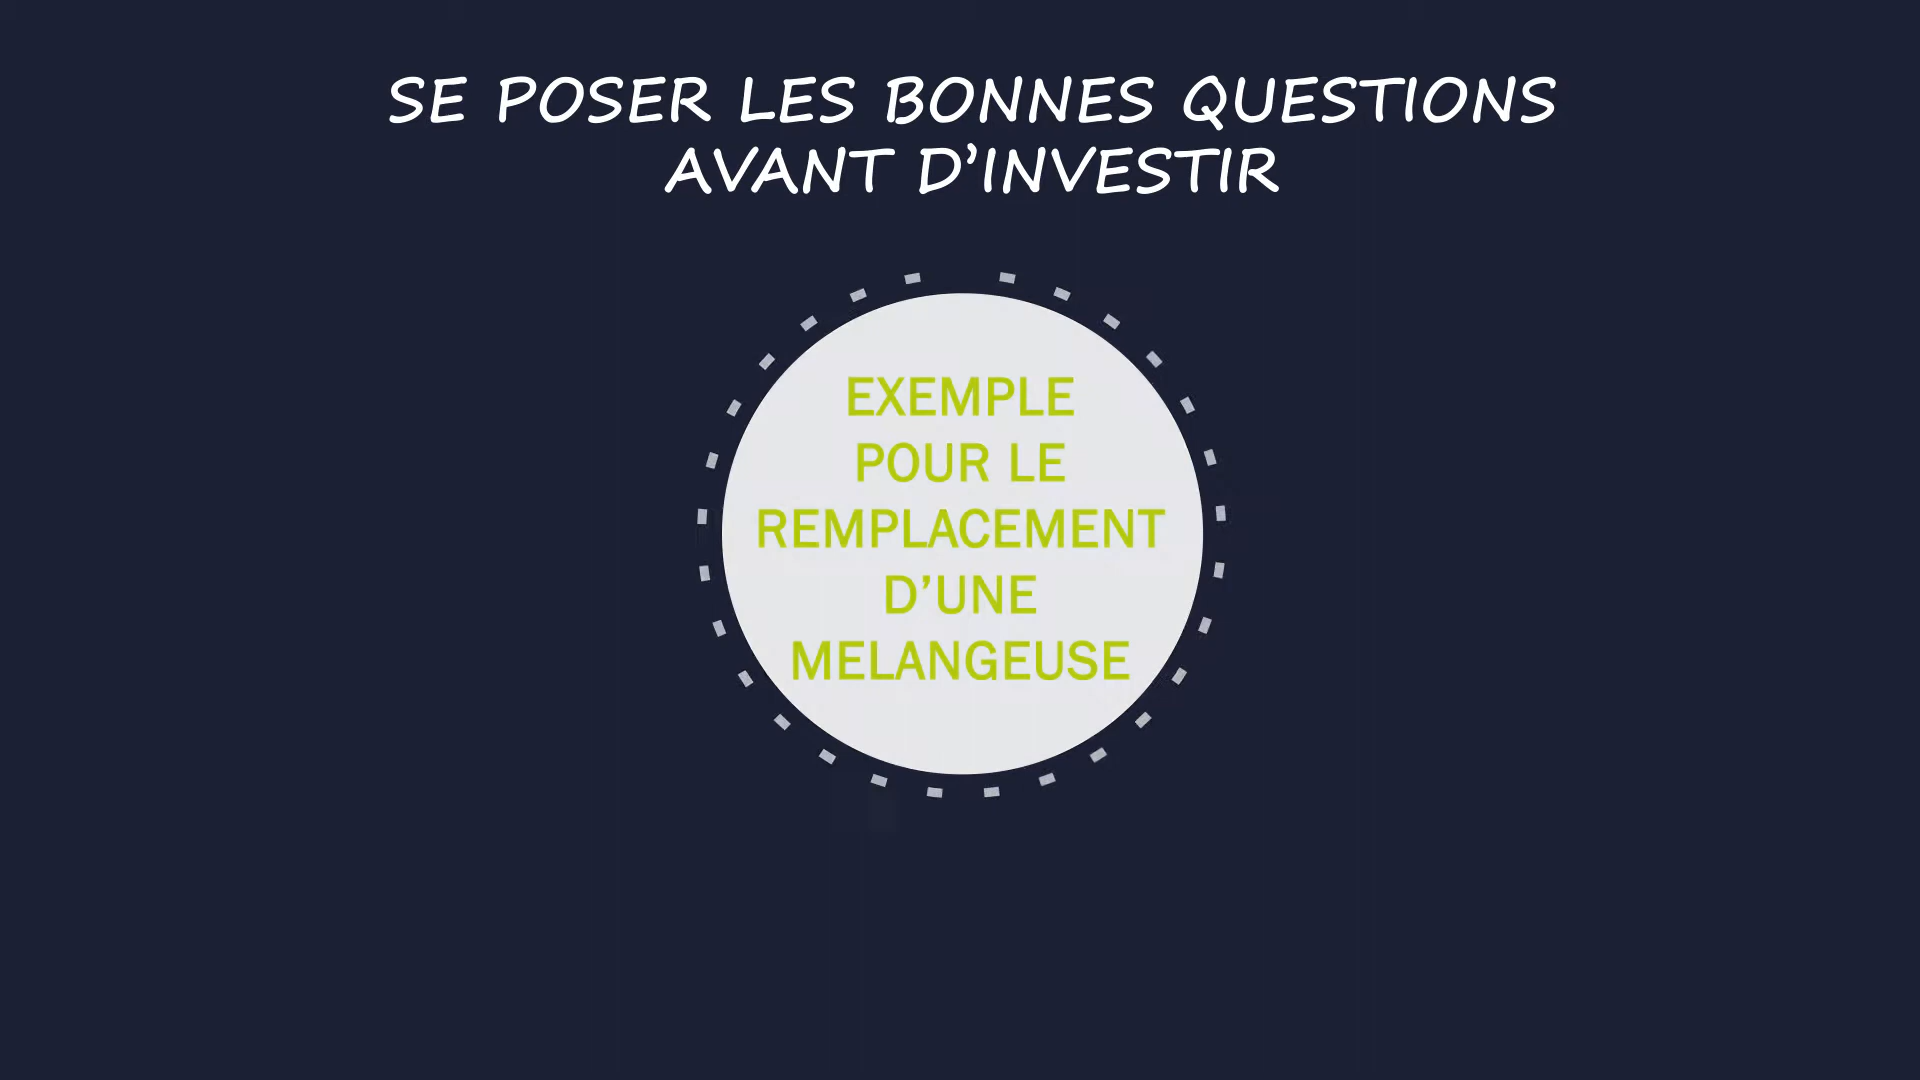 SE POSER LES BONNES QUESTIONS
AVANT D’INVESTIR
EXEMPLE
POUR LE
REMPLACEMENT
D’UNE
MELANGEUSE